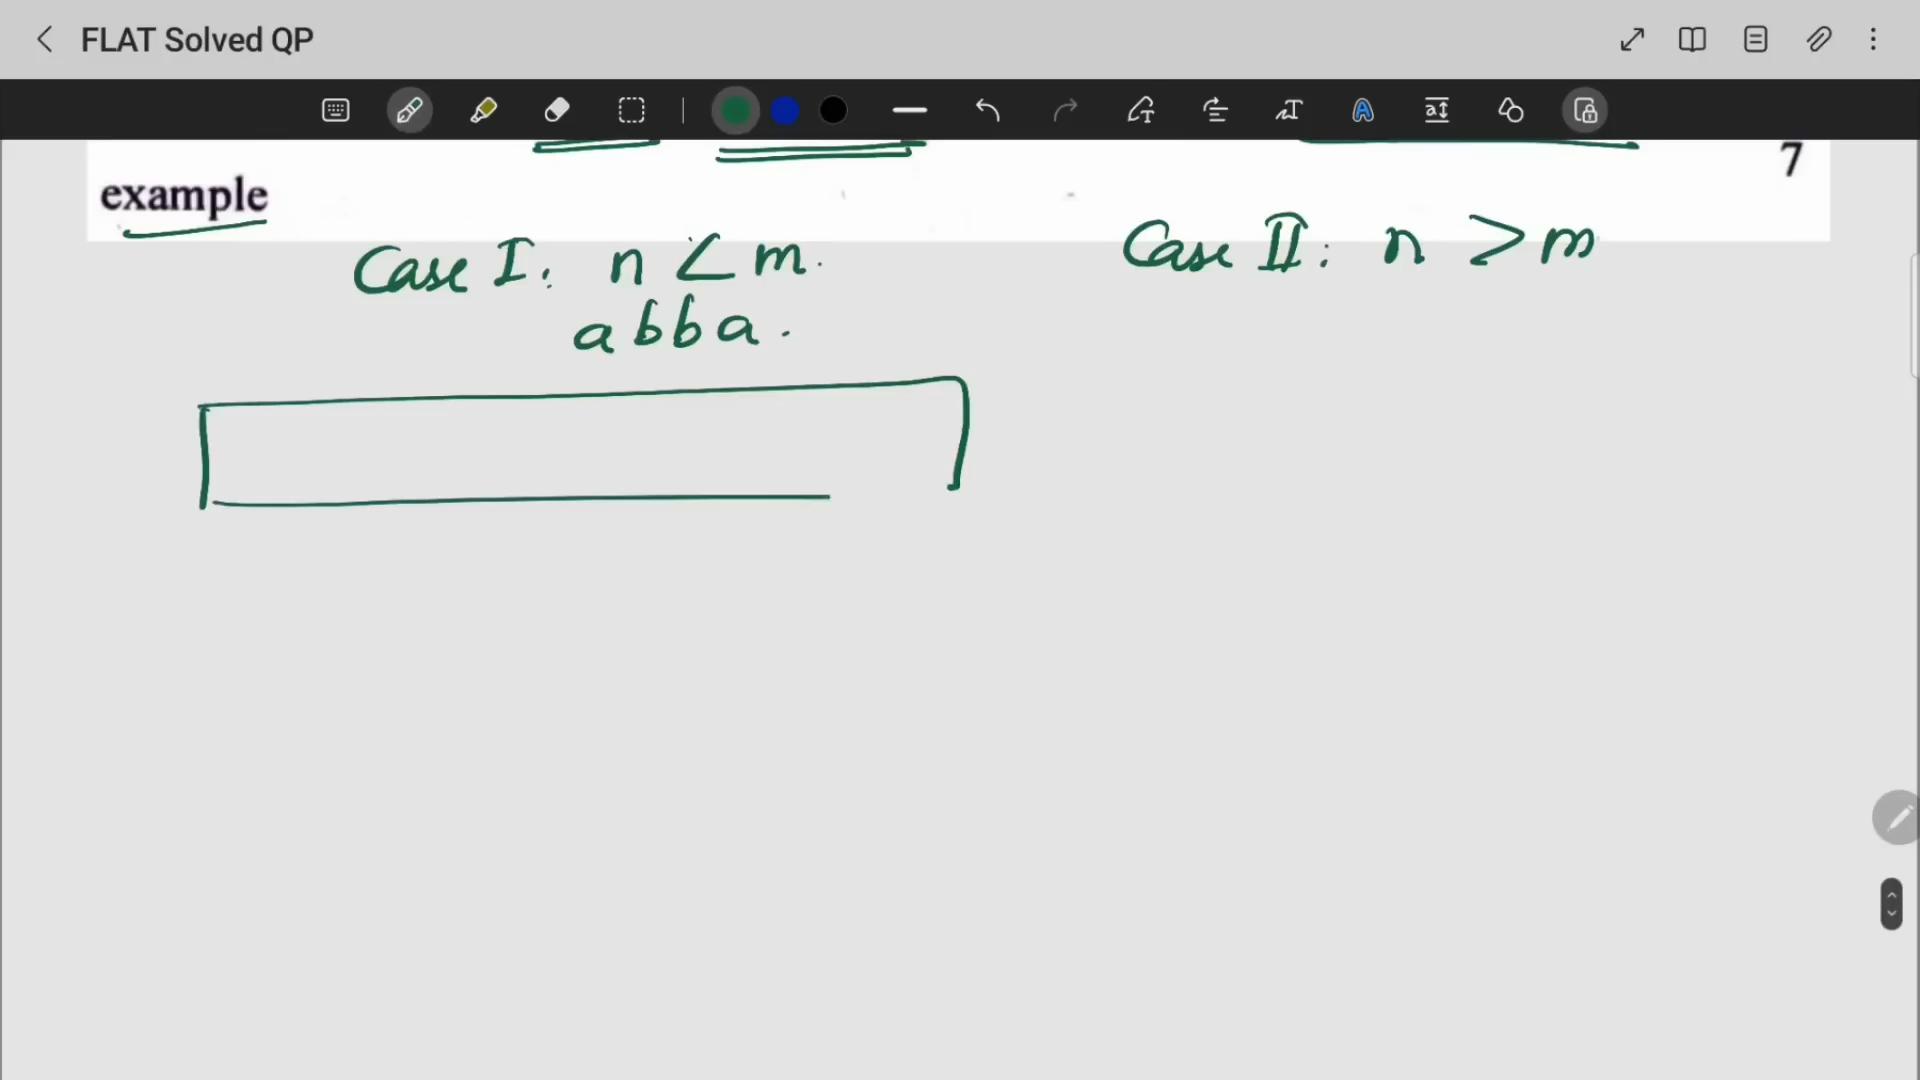 FLAT Solved QP
7
example
Case I: n < m.
Case II: n > m
abba.